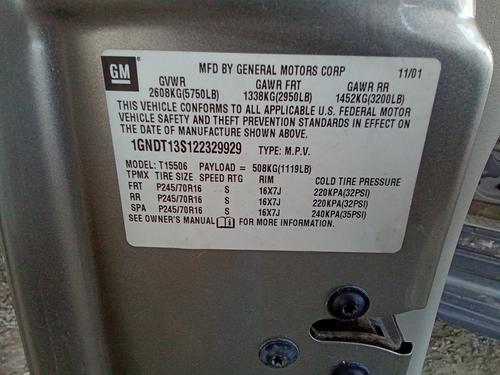 GM
MFD BY GENERAL MOTORS CORP 11/01
GVWR GAWR FRT GAWR RR
2608KG(5750LB) 1338KG(2950LB) 1452KG(3200LB)
THIS VEHICLE CONFORMS TO ALL APPLICABLE U.S. FEDERAL MOTOR
VEHICLE SAFETY AND THEFT PREVENTION STANDARDS IN EFFECT ON
THE DATE OF MANUFACTURE SHOWN ABOVE.
1GNDT13S122329929 TYPE: M.P.V.
MODEL: T15506 PAYLOAD = 508KG(1119LB)
TPMX TIRE SIZE SPEED RTG RIM COLD TIRE PRESSURE
FRT P245/70R16 S 16X7J 220KPA(32PSI)
RR P245/70R16 S 16X7J 220KPA(32PSI)
SPA P245/70R16 S 16X7J 240KPA(35PSI)
SEE OWNER'S MANUAL FOR MORE INFORMATION.